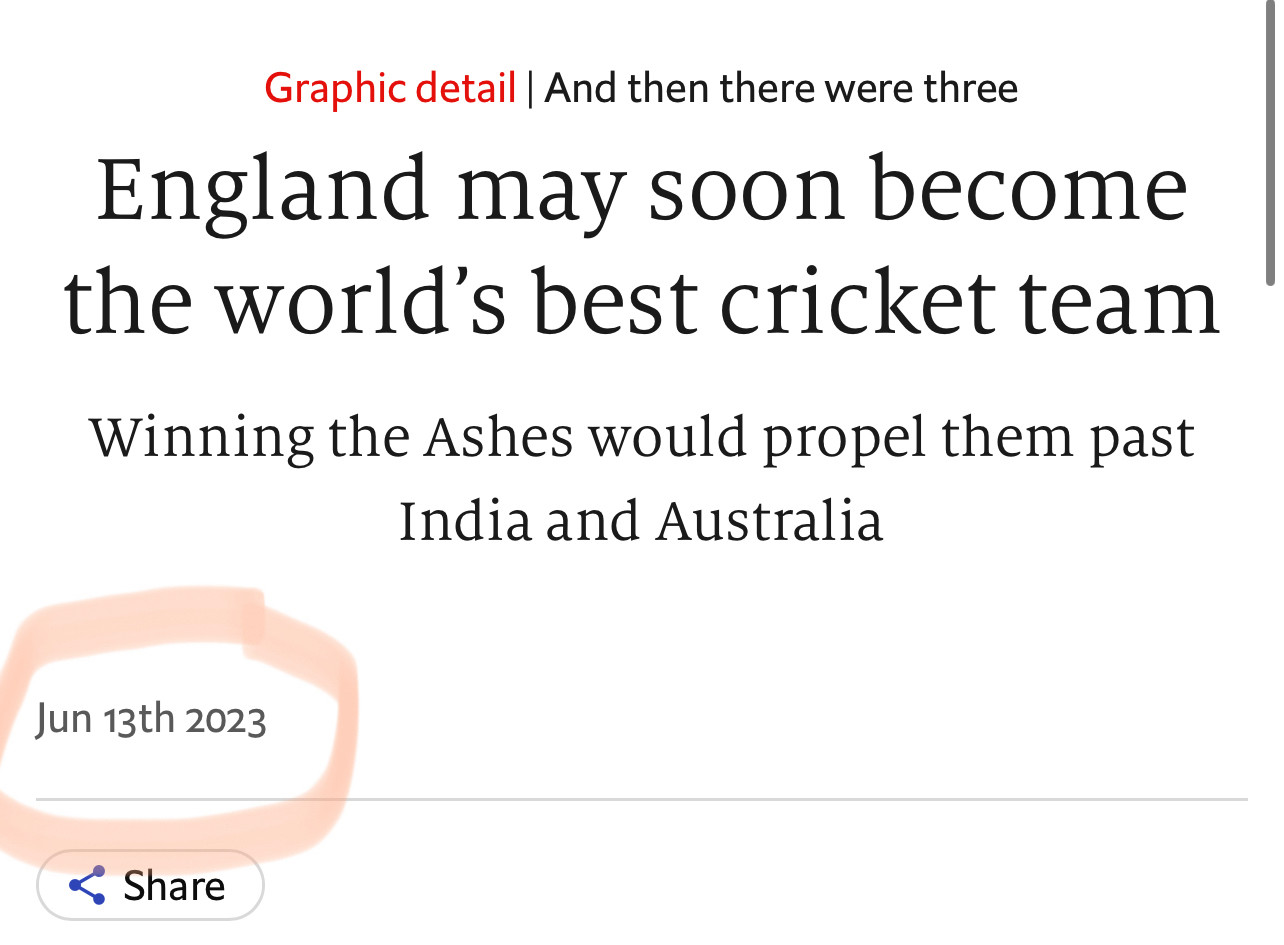 Graphic detail | And then there were three
England may soon become
the world’s best cricket team
Winning the Ashes would propel them past
India and Australia
Jun 13th 2023
Share